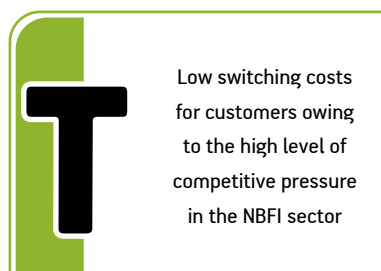 T
Low switching costs
for customers owing
to the high level of
competitive pressure
in the NBFI sector